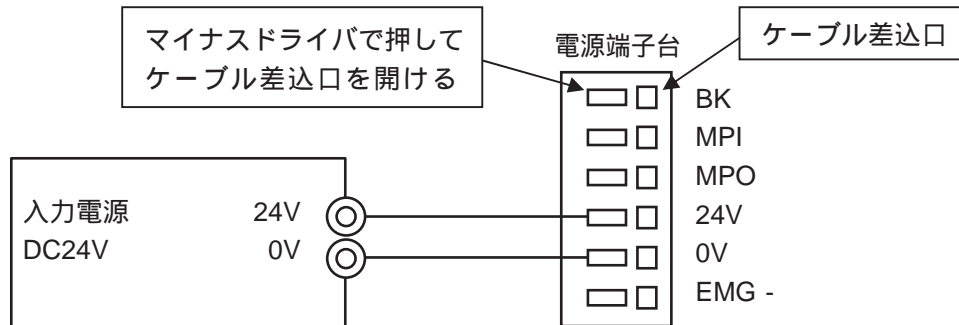 マイナスドライバで押して
ケーブル差込口を開ける
電源端子台
ケーブル差込口
BK
MPI
MPO
入力電源 24V
24V
DC24V 0V
0V
EMG -